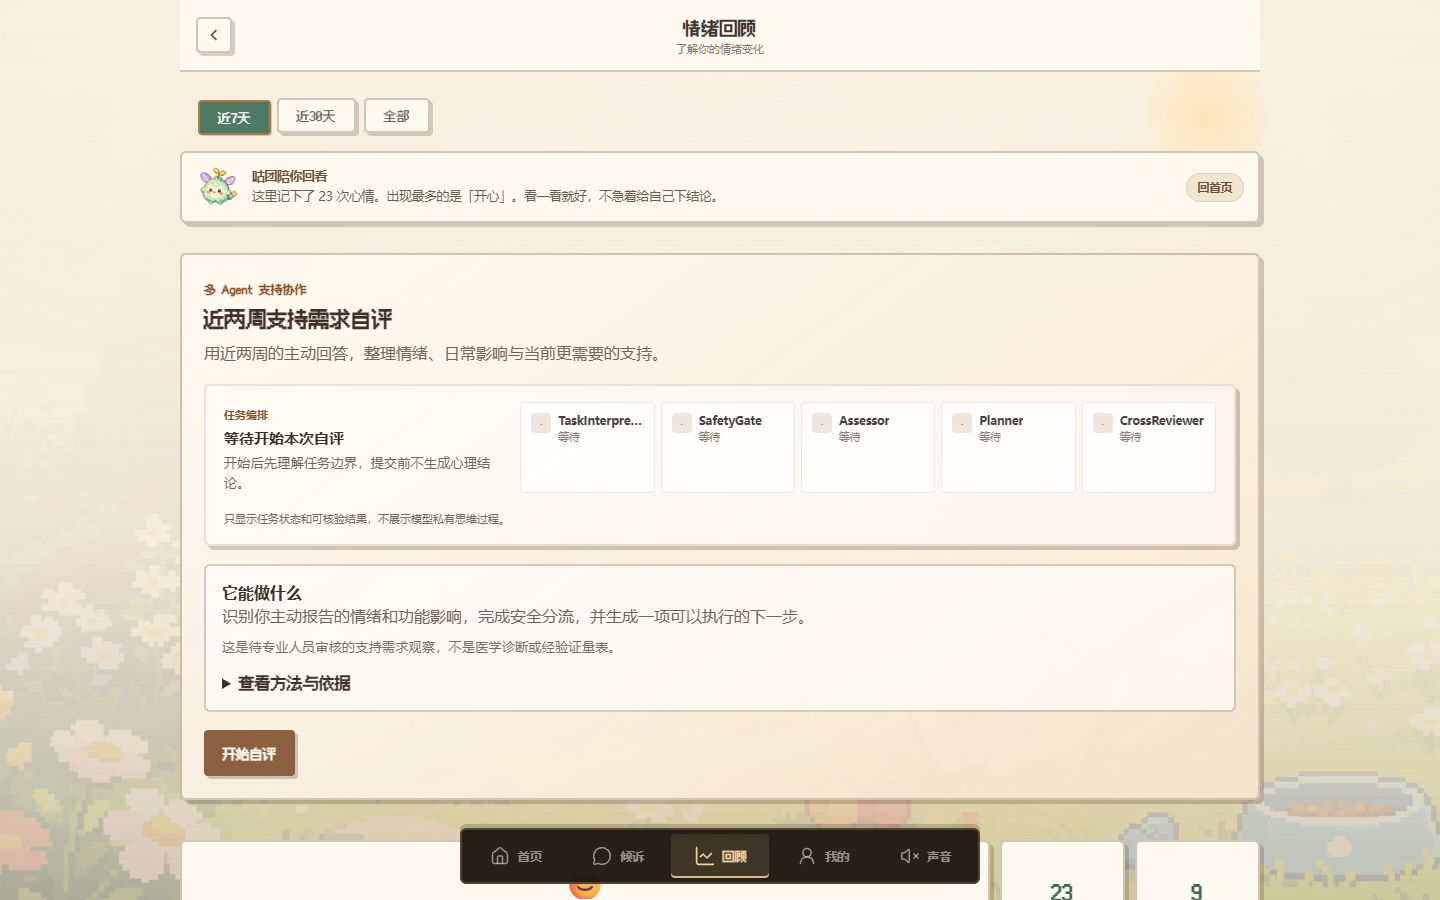 情绪回顾
了解你的情绪变化
近7天
近30天
全部
咕团陪你回看
这里记下了 23 次心情。出现最多的是「开心」。看一看就好，不急着给自己下结论。
回首页
多 Agent 支持协作
近两周支持需求自评
用近两周的主动回答，整理情绪、日常影响与当前更需要的支持。
任务编排
等待开始本次自评
开始后先理解任务边界，提交前不生成心理结
论。
只显示任务状态和可核验结果，不展示模型私有思维过程。
TaskInterpre...
等待
SafetyGate
等待
Assessor
等待
Planner
等待
CrossReviewer
等待
它能做什么
识别你主动报告的情绪和功能影响，完成安全分流，并生成一项可以执行的下一步。
这是待专业人员审核的支持需求观察，不是医学诊断或经验证量表。
查看方法与依据
开始自评
首页
倾诉
回顾
我的
声音
23
9